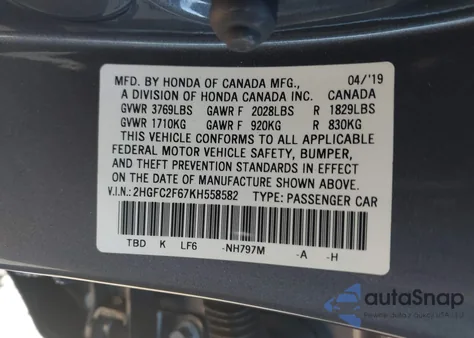 MFD. BY HONDA OF CANADA MFG., 04/'19
A DIVISION OF HONDA CANADA INC. CANADA
GVWR 3769LBS GAWR F 2028LBS R 1829LBS
GVWR 1710KG GAWR F 920KG R 830KG
THIS VEHICLE CONFORMS TO ALL APPLICABLE
FEDERAL MOTOR VEHICLE SAFETY, BUMPER,
AND THEFT PREVENTION STANDARDS IN EFFECT
ON THE DATE OF MANUFACTURE SHOWN ABOVE.
V.I.N.: 2HGFC2F67KH558582 TYPE: PASSENGER CAR
TBD K LF6 -NH797M -A -H
autoSnap